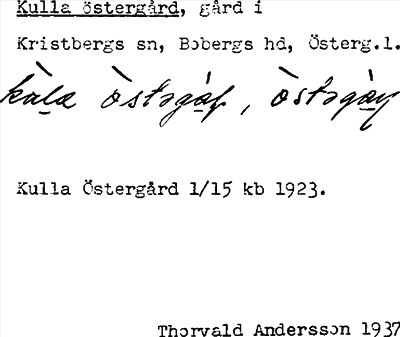 Kulla östergård, gård i
Kristbergs sn, Bobergs hd, Österg.l.
Kulla Östergård 1/15 kb 1923.
Thorvald Andersson 1937